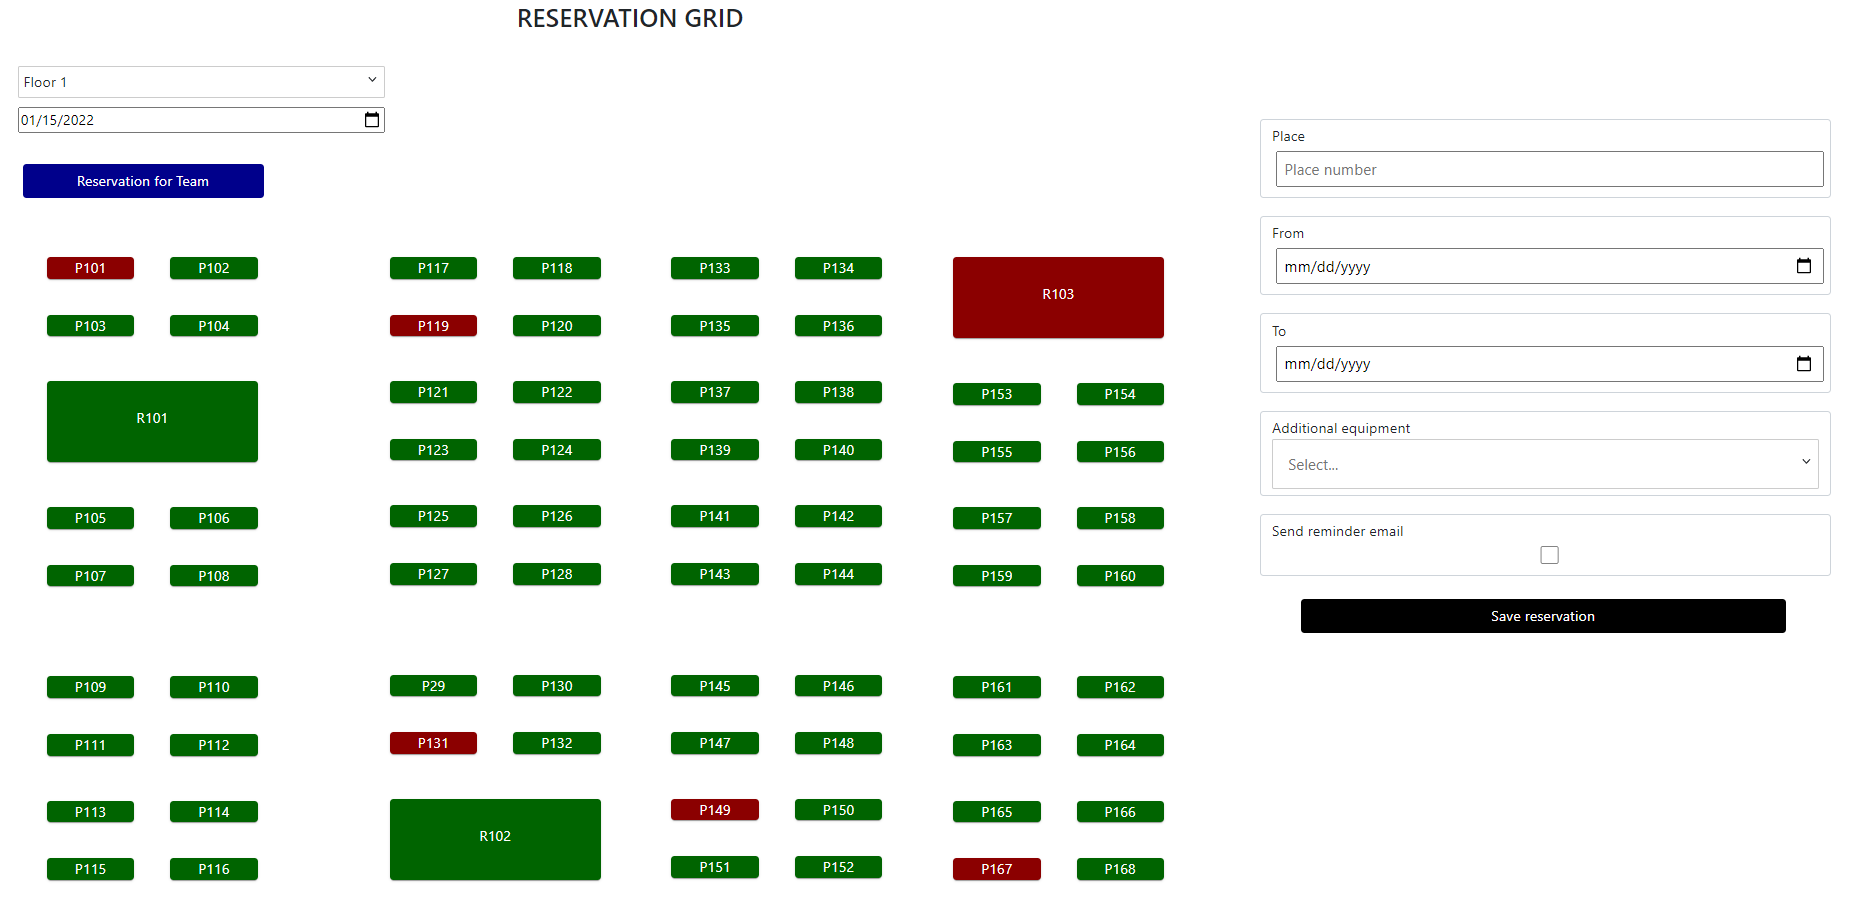 RESERVATION GRID
Floor 1
01/15/2022
Reservation for Team
P101 P102 P117 P118 P133 P134 R103
P103 P104 P119 P120 P135 P136
R101 P121 P122 P137 P138 P153 P154
P123 P124 P139 P140 P155 P156
P105 P106 P125 P126 P141 P142 P157 P158
P107 P108 P127 P128 P143 P144 P159 P160
P109 P110 P29 P130 P145 P146 P161 P162
P111 P112 P131 P132 P147 P148 P163 P164
P113 P114 R102 P149 P150 P165 P166
P115 P116 P151 P152 P167 P168
Place
Place number
From
mm/dd/yyyy
To
mm/dd/yyyy
Additional equipment
Select...
Send reminder email
Save reservation